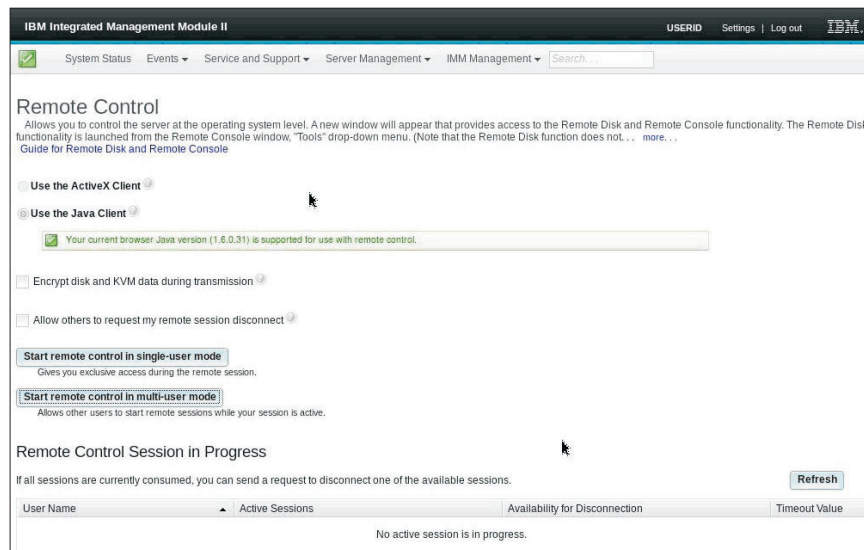 IBM Integrated Management Module II
USERID Settings | Log out IBM.
System Status Events Service and Support Server Management IMM Management Search...
Remote Control
Allows you to control the server at the operating system level. A new window will appear that provides access to the Remote Disk and Remote Console functionality. The Remote Disk
functionality is launched from the Remote Console window, "Tools" drop-down menu. (Note that the Remote Disk function does not. . . more. . .
Guide for Remote Disk and Remote Console
Use the ActiveX Client
Use the Java Client
Your current browser Java version (1.6.0.31) is supported for use with remote control.
Encrypt disk and KVM data during transmission
Allow others to request my remote session disconnect
Start remote control in single-user mode
Gives you exclusive access during the remote session.
Start remote control in multi-user mode
Allows other users to start remote sessions while your session is active.
Remote Control Session in Progress
If all sessions are currently consumed, you can send a request to disconnect one of the available sessions.
Refresh
User Name Active Sessions Availability for Disconnection Timeout Value
No active session is in progress.